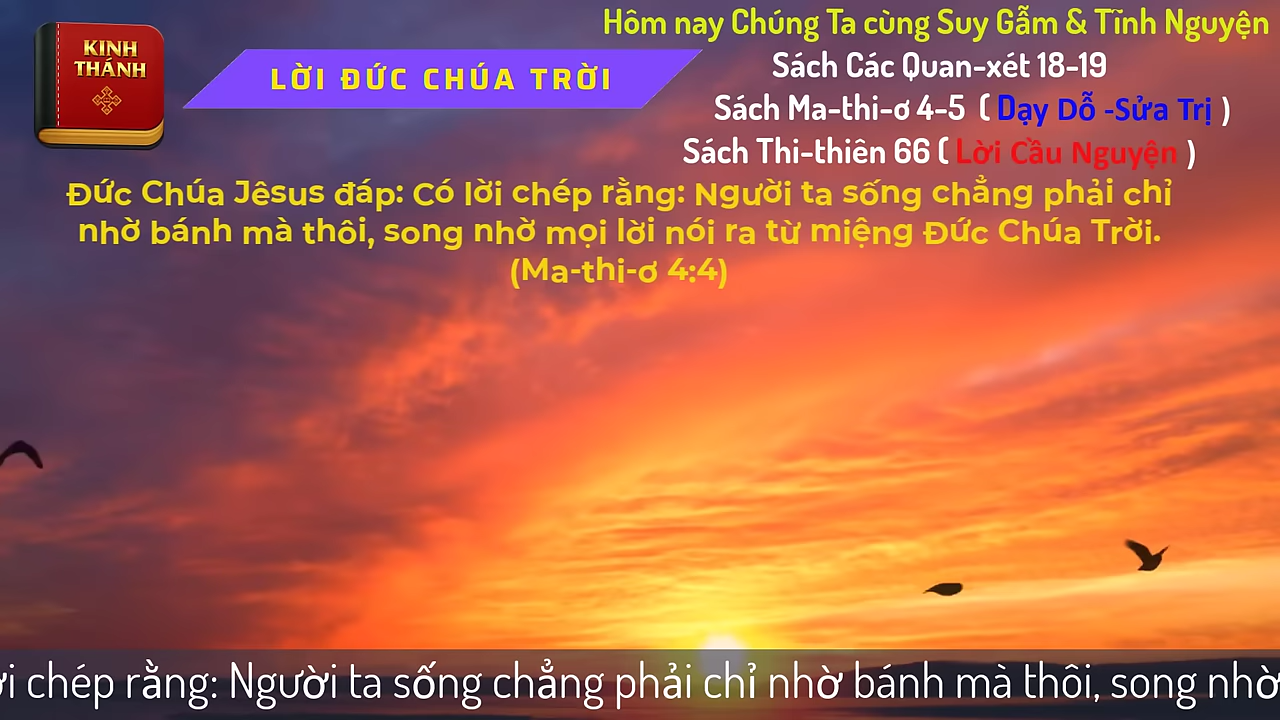 KINH
THÁNH
LỜI ĐỨC CHÚA TRỜI
Hôm nay Chúng Ta cùng Suy Gẫm & Tĩnh Nguyện
Sách Các Quan-xét 18-19
Sách Ma-thi-ơ 4-5 ( Dạy Dỗ -Sửa Trị )
Sách Thi-thiên 66 ( Lời Cầu Nguyện )
Đức Chúa Jêsus đáp: Có lời chép rằng: Người ta sống chẳng phải chỉ
nhờ bánh mà thôi, song nhờ mọi lời nói ra từ miệng Đức Chúa Trời.
(Ma-thi-ơ 4:4)
ời chép rằng: Người ta sống chẳng phải chỉ nhờ bánh mà thôi, song nhờ